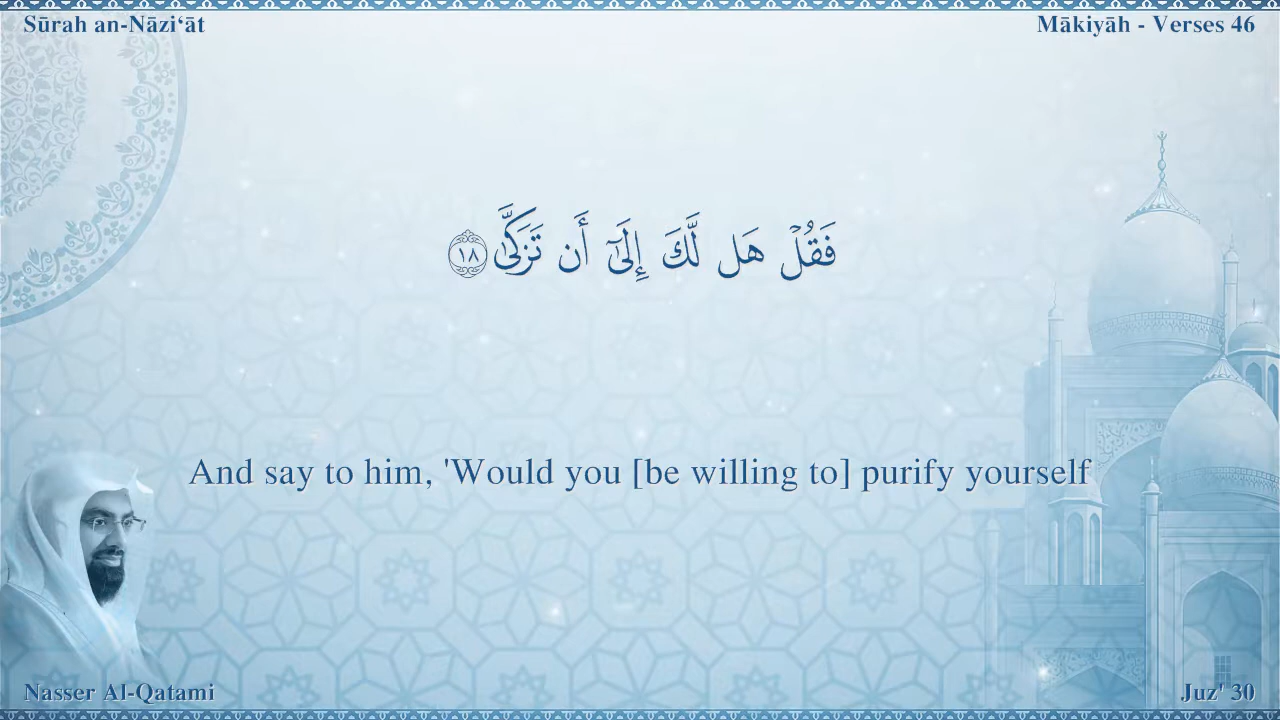 Sūrah an-Nāzi‘āt
Mākiyāh - Verses 46
فَقُلۡ هَل لَّكَ إِلَىٰٓ أَن تَزَكَّىٰ ١٨
And say to him, 'Would you [be willing to] purify yourself
Nasser Al-Qatami
Juz' 30